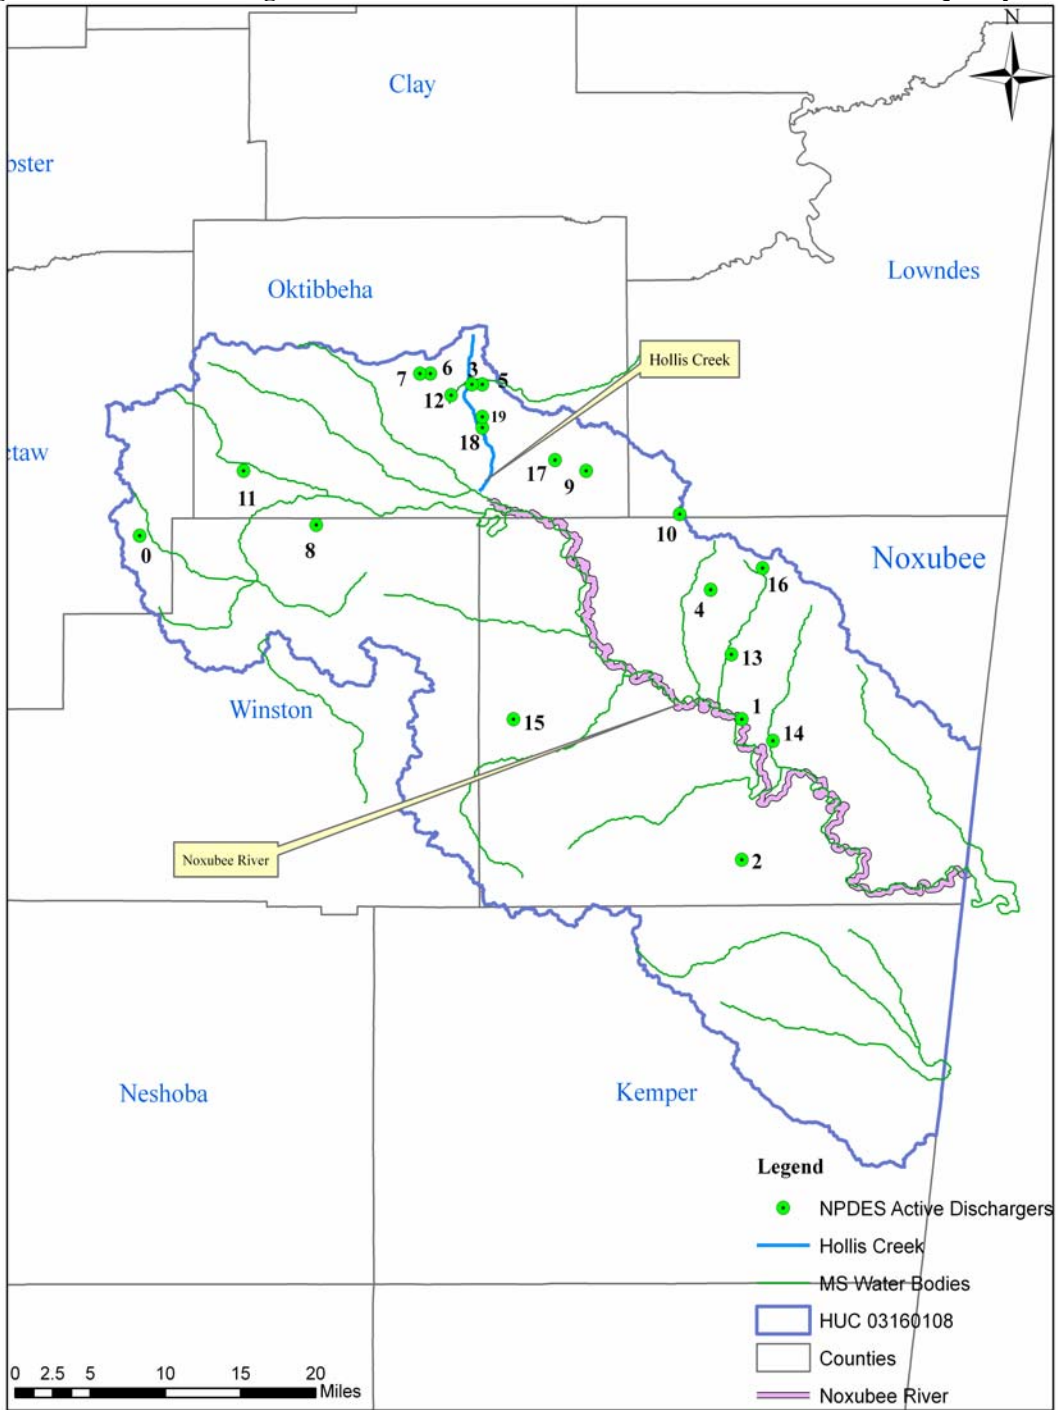 N
Clay
bster
Lowndes
Oktibbeha
Hollis Creek
7
6
3
5
12
19
18
ctaw
17
9
11
10
8
0
Noxubee
16
4
13
Winston
1
15
14
Noxubee River
2
Neshoba
Kemper
Legend
NPDES Active Dischargers
Hollis Creek
MS Water Bodies
HUC 03160108
Counties
Noxubee River
0 2.5 5 10 15 20
Miles